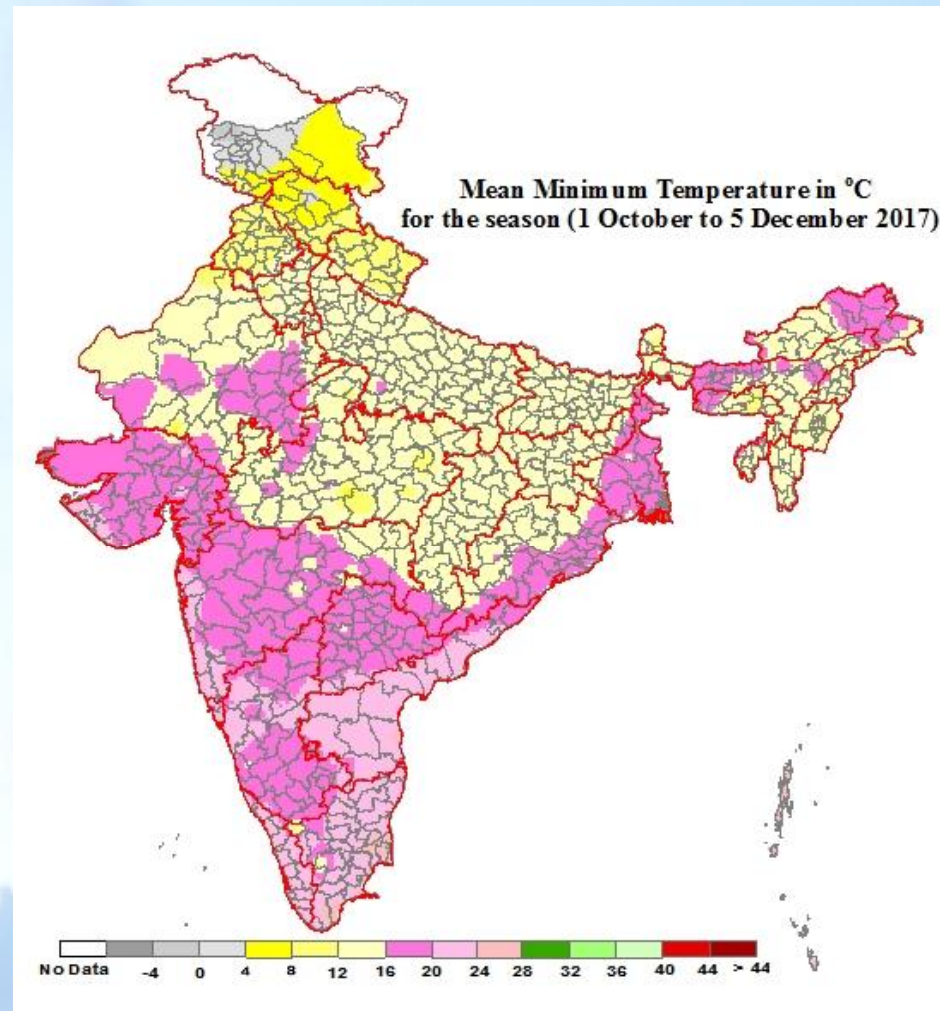 Mean Minimum Temperature in °C
for the season (1 October to 5 December 2017)
No Data -4 0 4 8 12 16 20 24 28 32 36 40 44 > 44